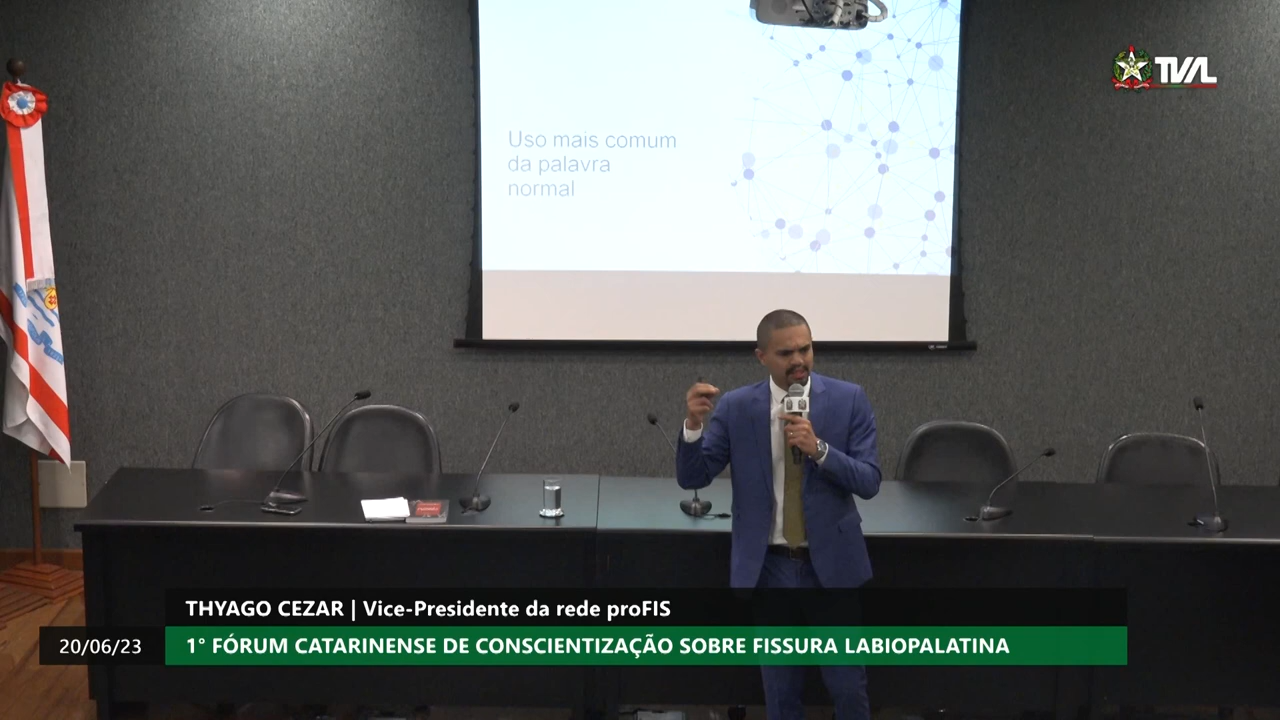 TVAL
Uso mais comum
da palavra
normal
THYAGO CEZAR | Vice-Presidente da rede proFIS
20/06/23
1° FÓRUM CATARINENSE DE CONSCIENTIZAÇÃO SOBRE FISSURA LABIOPALATINA